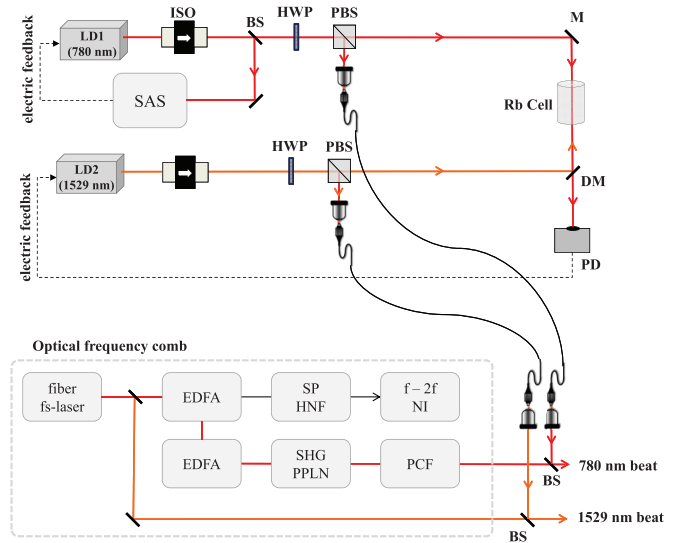 ISO
BS
HWP
PBS
M
LD1
(780 nm)
electric feedback
SAS
Rb Cell
HWP
PBS
LD2
(1529 nm)
DM
electric feedback
PD
Optical frequency comb
fiber
fs-laser
EDFA
SP
HNF
f – 2f
NI
EDFA
SHG
PPLN
PCF
780 nm beat
BS
1529 nm beat
BS